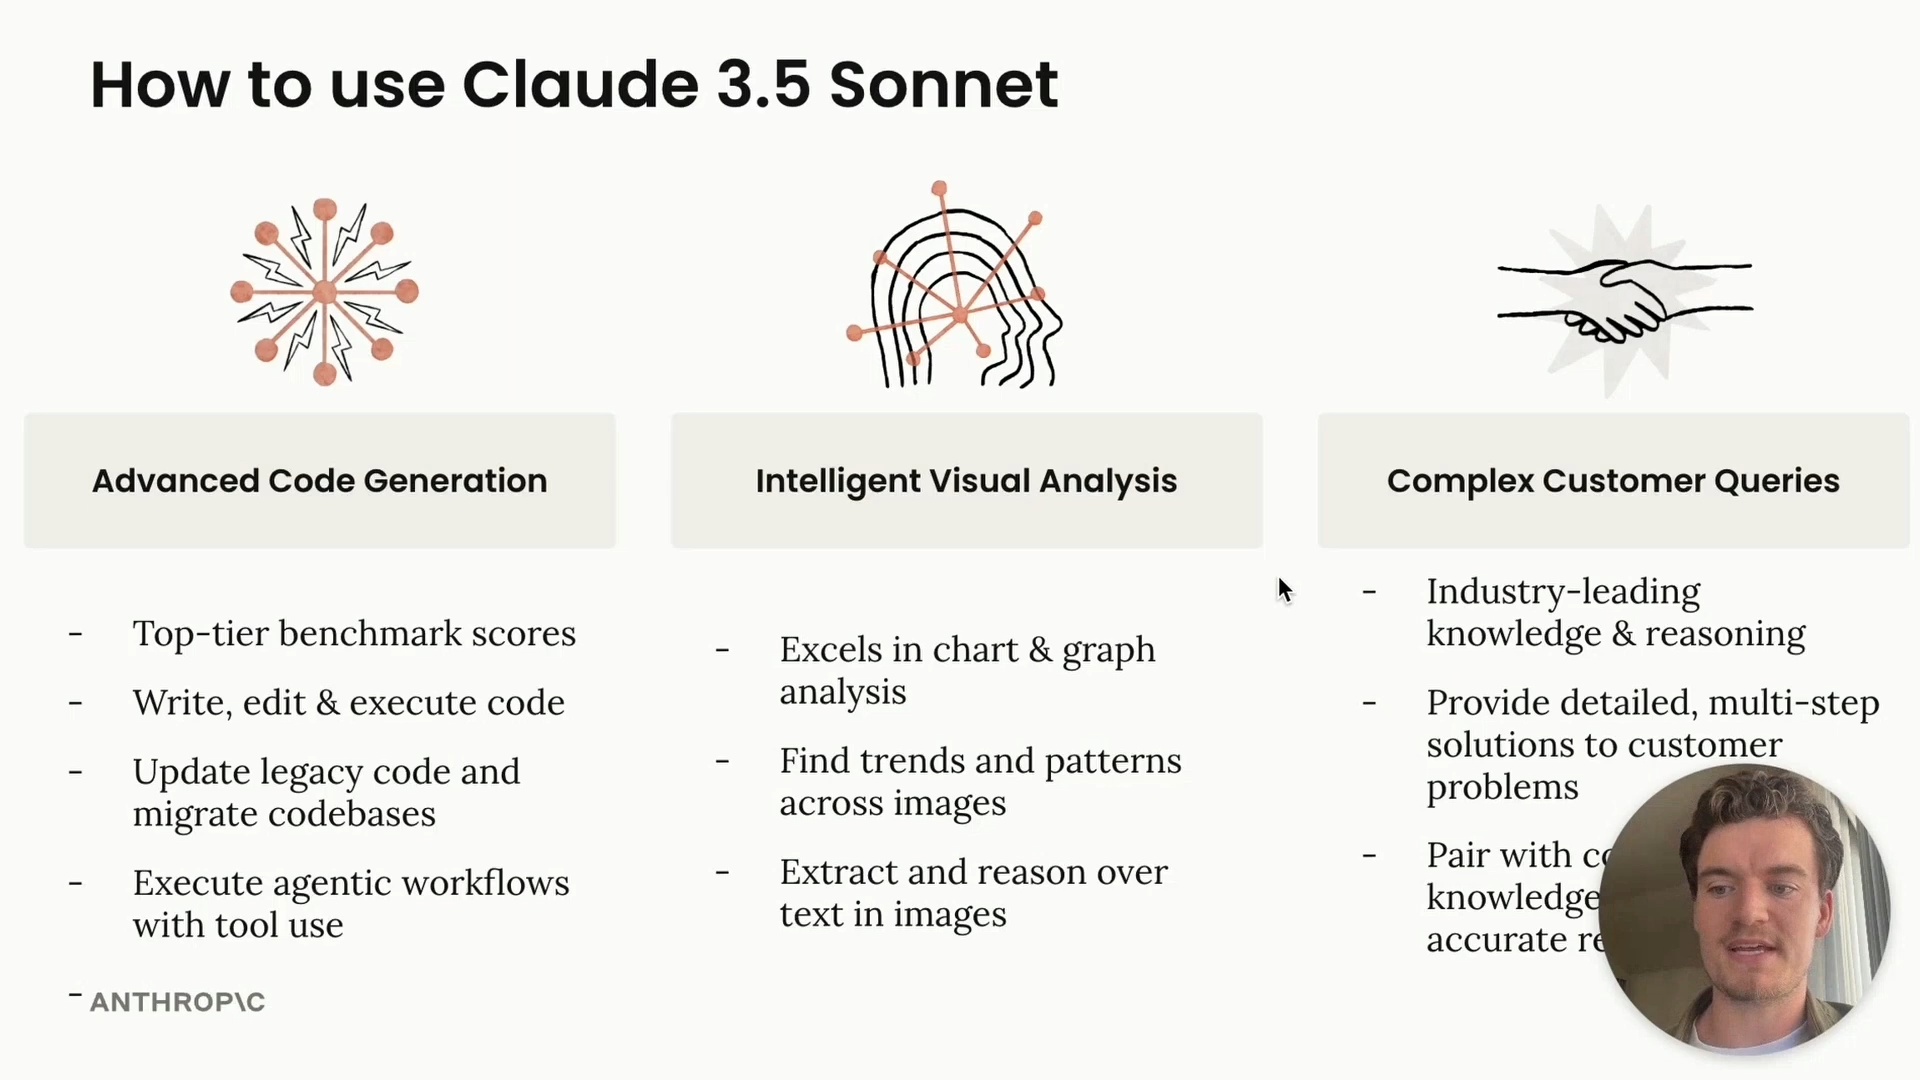 How to use Claude 3.5 Sonnet
Advanced Code Generation
- Top-tier benchmark scores
- Write, edit & execute code
- Update legacy code and
migrate codebases
- Execute agentic workflows
with tool use
-
Intelligent Visual Analysis
- Excels in chart & graph
analysis
- Find trends and patterns
across images
- Extract and reason over
text in images
Complex Customer Queries
- Industry-leading
knowledge & reasoning
- Provide detailed, multi-step
solutions to customer
problems
- Pair with
knowledge
accurate
ANTHROP\C